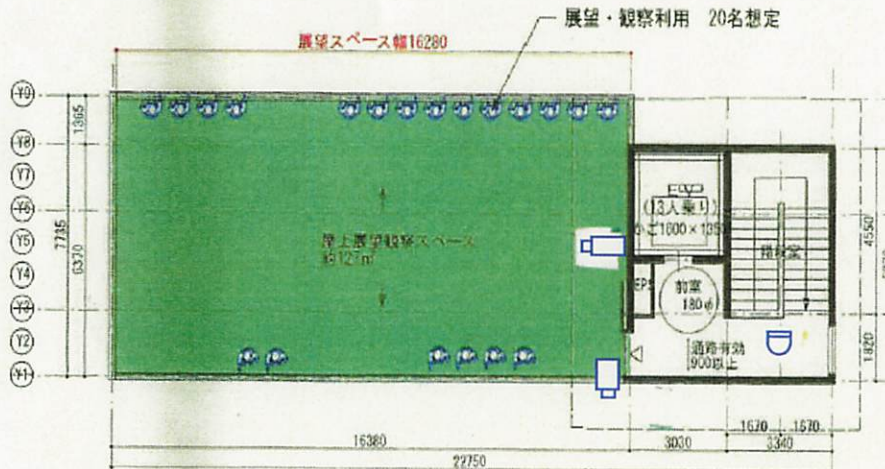 展望・観察利用 20名想定
展望スペース幅16280
Y9
Y8
Y7
Y6
Y5
Y4
Y3
Y2
Y1
1365
7735
6370
屋上展望観察スペース
約127㎡
(13人乗り)
かご1600×1350
階段室
EPS
前室
180φ
通路有効
900以上
4550
1820
1670
1670
16380
3030
3340
22750